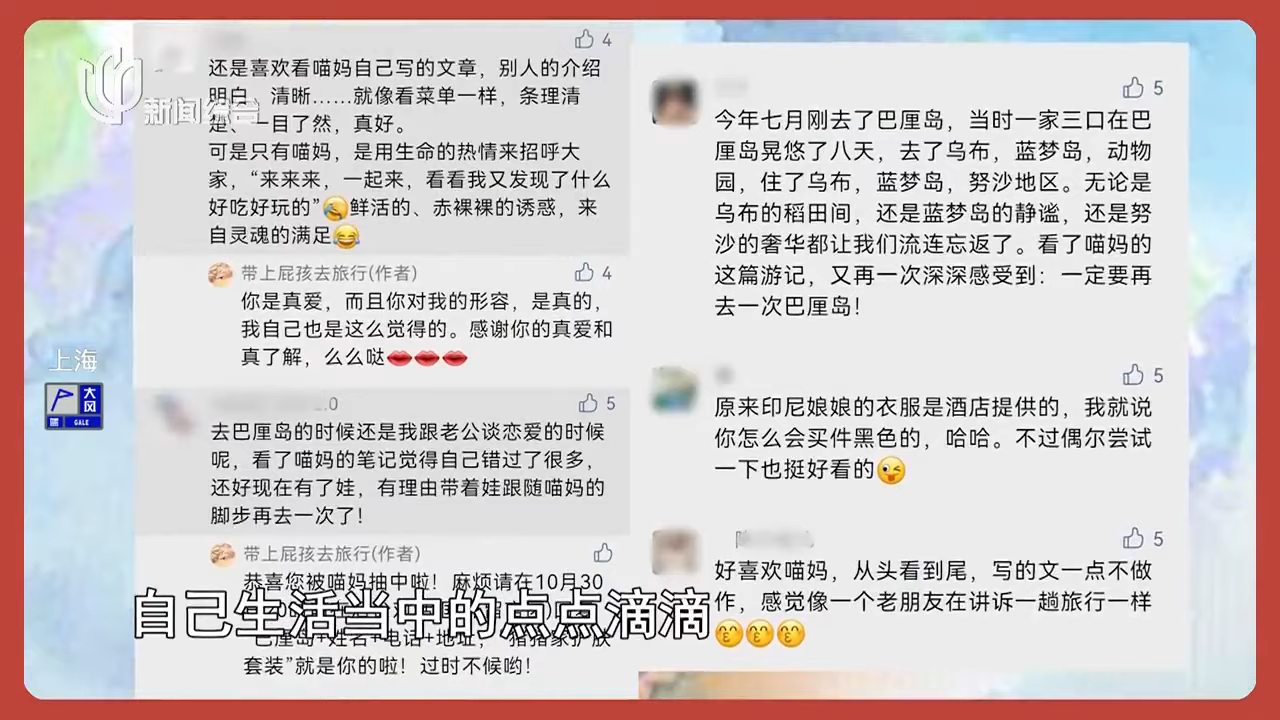 新闻综合
上海
大风
GALE
4
还是喜欢看喵妈自己写的文章，别人的介绍
明白、清晰……就像看菜单一样，条理清
是、一目了然，真好。
可是只有喵妈，是用生命的热情来招呼大
家，“来来来，一起来，看看我又发现了什么
好吃好玩的”😂鲜活的、赤裸裸的诱惑，来
自灵魂的满足😂
带上屁孩去旅行(作者)
4
你是真爱，而且你对我的形容，是真的，
我自己也是这么觉得的。感谢你的真爱和
真了解，么么哒👄👄👄
5
去巴厘岛的时候还是我跟老公谈恋爱的时候
呢，看了喵妈的笔记觉得自己错过了很多，
还好现在有了娃，有理由带着娃跟随喵妈的
脚步再去一次了！
带上屁孩去旅行(作者)
恭喜您被喵妈抽中啦！麻烦请在10月30
巴厘岛+姓名+电话+地址，
套装”就是你的啦！过时不候哟！
5
今年七月刚去了巴厘岛，当时一家三口在巴
厘岛晃悠了八天，去了乌布，蓝梦岛，动物
园，住了乌布，蓝梦岛，努沙地区。无论是
乌布的稻田间，还是蓝梦岛的静谧，还是努
沙的奢华都让我们流连忘返了。看了喵妈的
这篇游记，又再一次深深感受到：一定要再
去一次巴厘岛！
5
原来印尼娘娘的衣服是酒店提供的，我就说
你怎么会买件黑色的，哈哈。不过偶尔尝试
一下也挺好看的😜
5
好喜欢喵妈，从头看到尾，写的文一点不做
作，感觉像一个老朋友在讲诉一趟旅行一样
😙😙😙
自己生活当中的点点滴滴